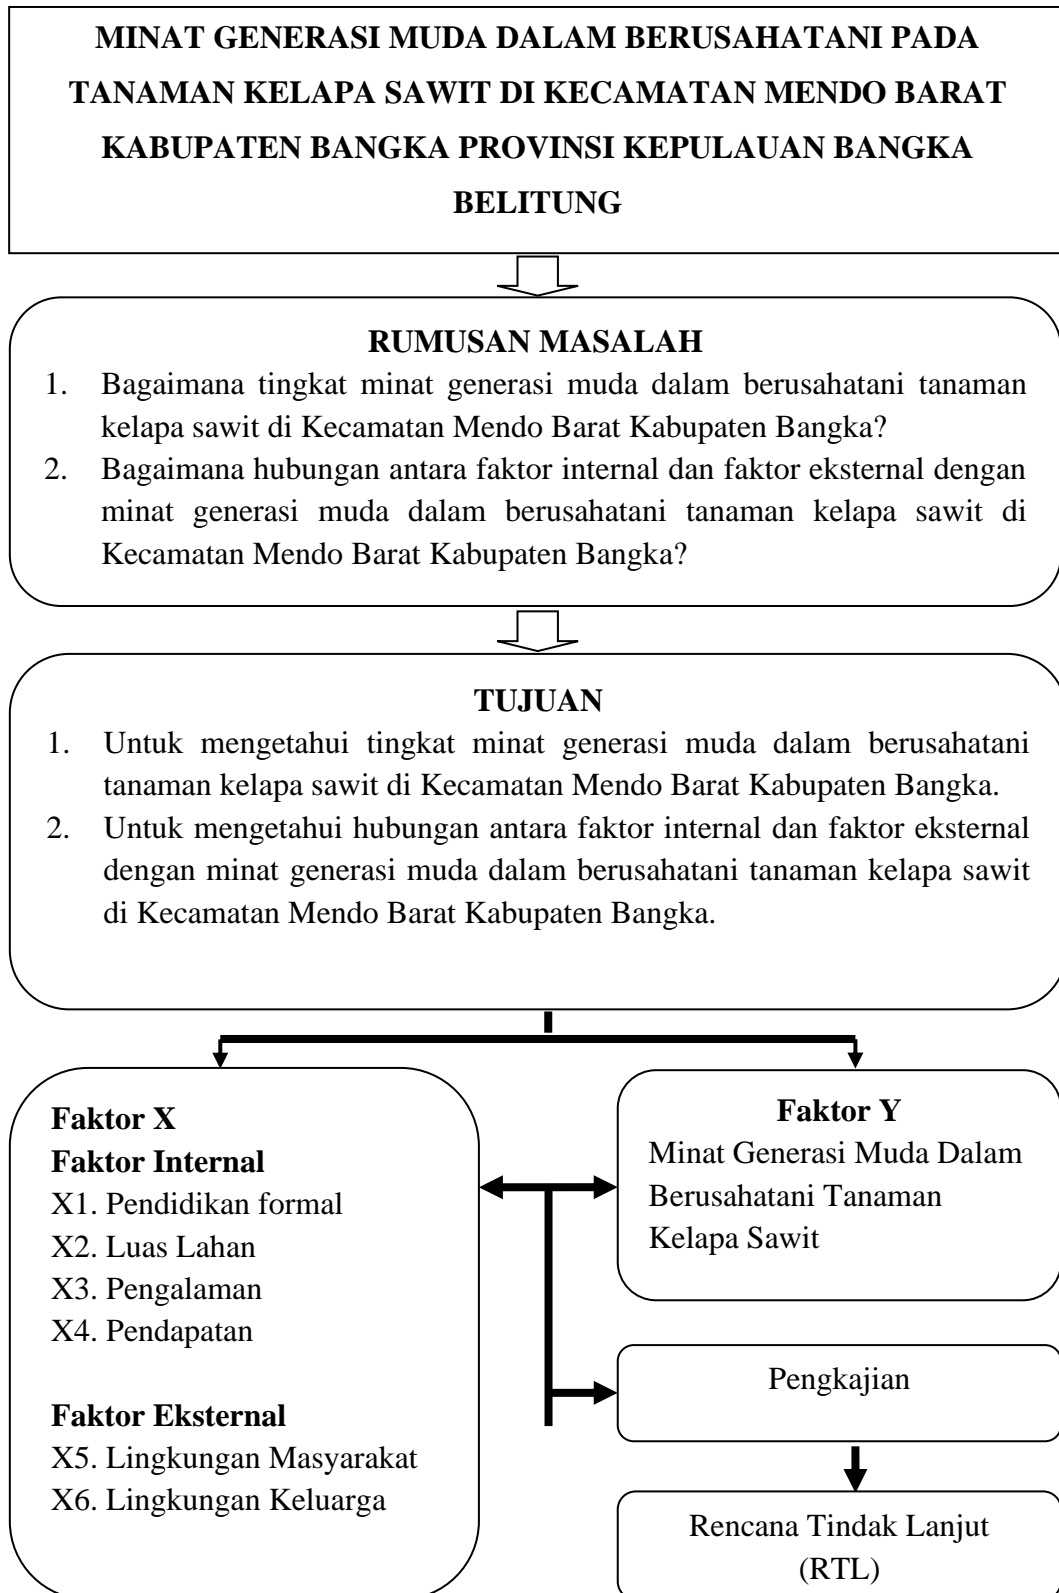 MINAT GENERASI MUDA DALAM BERUSAHATANI PADA
TANAMAN KELAPA SAWIT DI KECAMATAN MENDO BARAT
KABUPATEN BANGKA PROVINSI KEPULAUAN BANGKA
BELITUNG
RUMUSAN MASALAH
1. Bagaimana tingkat minat generasi muda dalam berusahatani tanaman
kelapa sawit di Kecamatan Mendo Barat Kabupaten Bangka?
2. Bagaimana hubungan antara faktor internal dan faktor eksternal dengan
minat generasi muda dalam berusahatani tanaman kelapa sawit di
Kecamatan Mendo Barat Kabupaten Bangka?
TUJUAN
1. Untuk mengetahui tingkat minat generasi muda dalam berusahatani
tanaman kelapa sawit di Kecamatan Mendo Barat Kabupaten Bangka.
2. Untuk mengetahui hubungan antara faktor internal dan faktor eksternal
dengan minat generasi muda dalam berusahatani tanaman kelapa sawit
di Kecamatan Mendo Barat Kabupaten Bangka.
Faktor X
Faktor Internal
X1. Pendidikan formal
X2. Luas Lahan
X3. Pengalaman
X4. Pendapatan
Faktor Eksternal
X5. Lingkungan Masyarakat
X6. Lingkungan Keluarga
Faktor Y
Minat Generasi Muda Dalam
Berusahatani Tanaman
Kelapa Sawit
Pengkajian
Rencana Tindak Lanjut
(RTL)